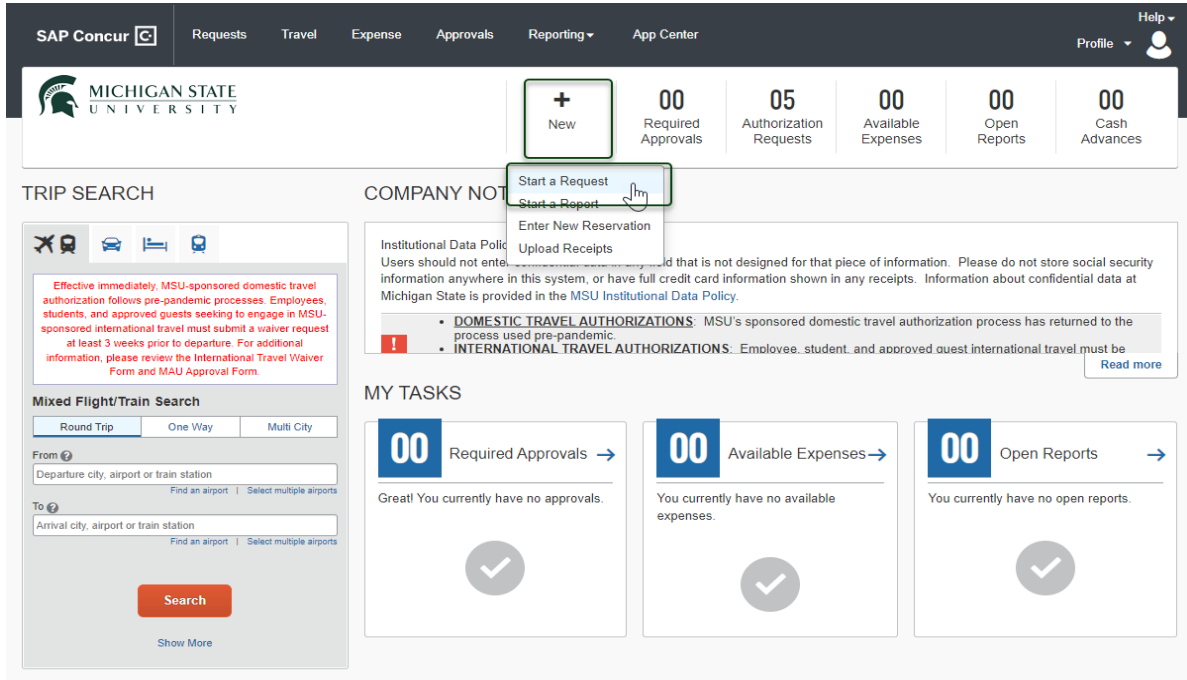 Help
SAP Concur C
Requests
Travel
Expense
Approvals
Reporting
App Center
Profile
MICHIGAN STATE
UNIVERSITY
+
New
00
Required
Approvals
05
Authorization
Requests
00
Available
Expenses
00
Open
Reports
00
Cash
Advances
Start a Request
Start a Report
Enter New Reservation
Upload Receipts
TRIP SEARCH
Effective immediately, MSU-sponsored domestic travel
authorization follows pre-pandemic processes. Employees,
students, and approved guests seeking to engage in MSU-
sponsored international travel must submit a waiver request
at least 3 weeks prior to departure. For additional
information, please review the International Travel Waiver
Form and MAU Approval Form.
Mixed Flight/Train Search
Round Trip
One Way
Multi City
From ?
Departure city, airport or train station
Find an airport | Select multiple airports
To ?
Arrival city, airport or train station
Find an airport | Select multiple airports
Search
Show More
COMPANY NOT
Institutional Data Polic
Users should not enter confidential data in any field that is not designed for that piece of information. Please do not store social security
information anywhere in this system, or have full credit card information shown in any receipts. Information about confidential data at
Michigan State is provided in the MSU Institutional Data Policy.
!
• DOMESTIC TRAVEL AUTHORIZATIONS: MSU's sponsored domestic travel authorization process has returned to the
process used pre-pandemic.
• INTERNATIONAL TRAVEL AUTHORIZATIONS: Employee, student, and approved guest international travel must be
Read more
MY TASKS
00
Required Approvals →
Great! You currently have no approvals.
00
Available Expenses →
You currently have no available
expenses.
00
Open Reports →
You currently have no open reports.